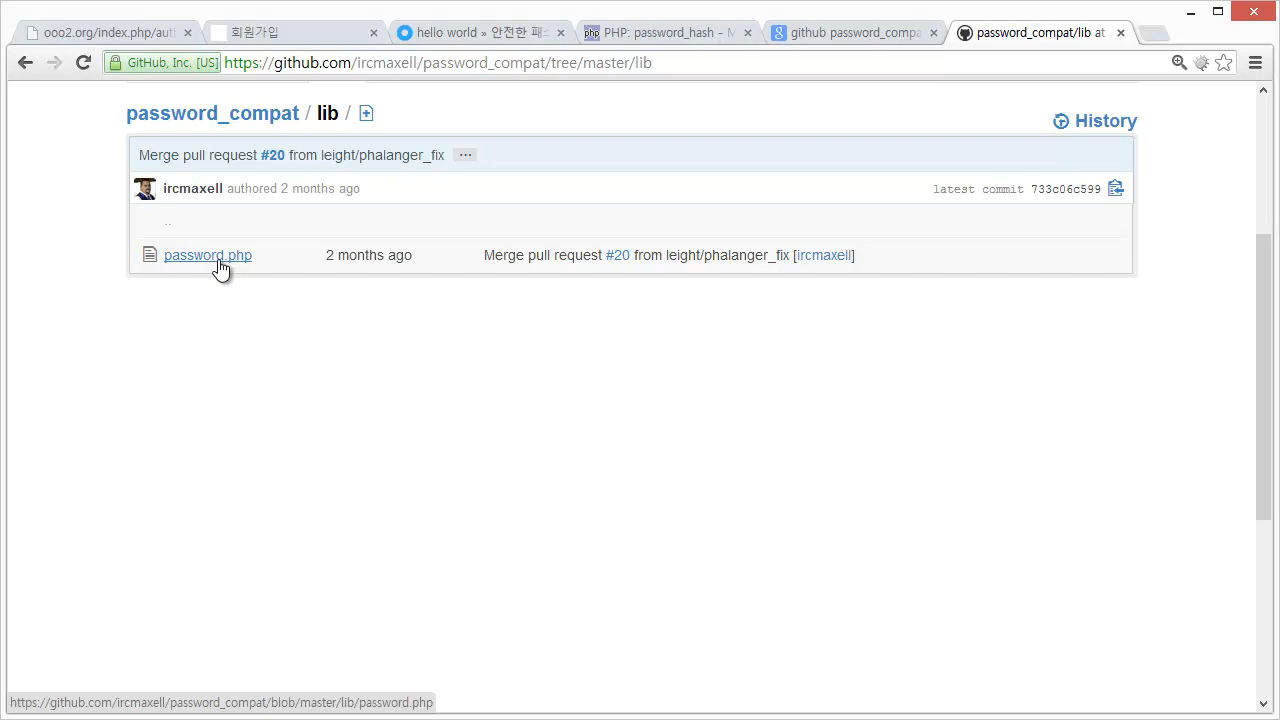 ooo2.org/index.php/aut
회원가입
hello world » 안전한 패스
php PHP: password_hash - M
github password_compa
password_compat/lib at
GitHub, Inc. [US] https://github.com/ircmaxell/password_compat/tree/master/lib
password_compat / lib /
History
Merge pull request #20 from leight/phalanger_fix ...
ircmaxell authored 2 months ago
latest commit 733c06c599
..
password.php 2 months ago Merge pull request #20 from leight/phalanger_fix [ircmaxell]
https://github.com/ircmaxell/password_compat/blob/master/lib/password.php